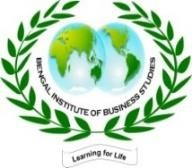 BENGAL INSTITUTE OF BUSINESS STUDIES
Learning for Life